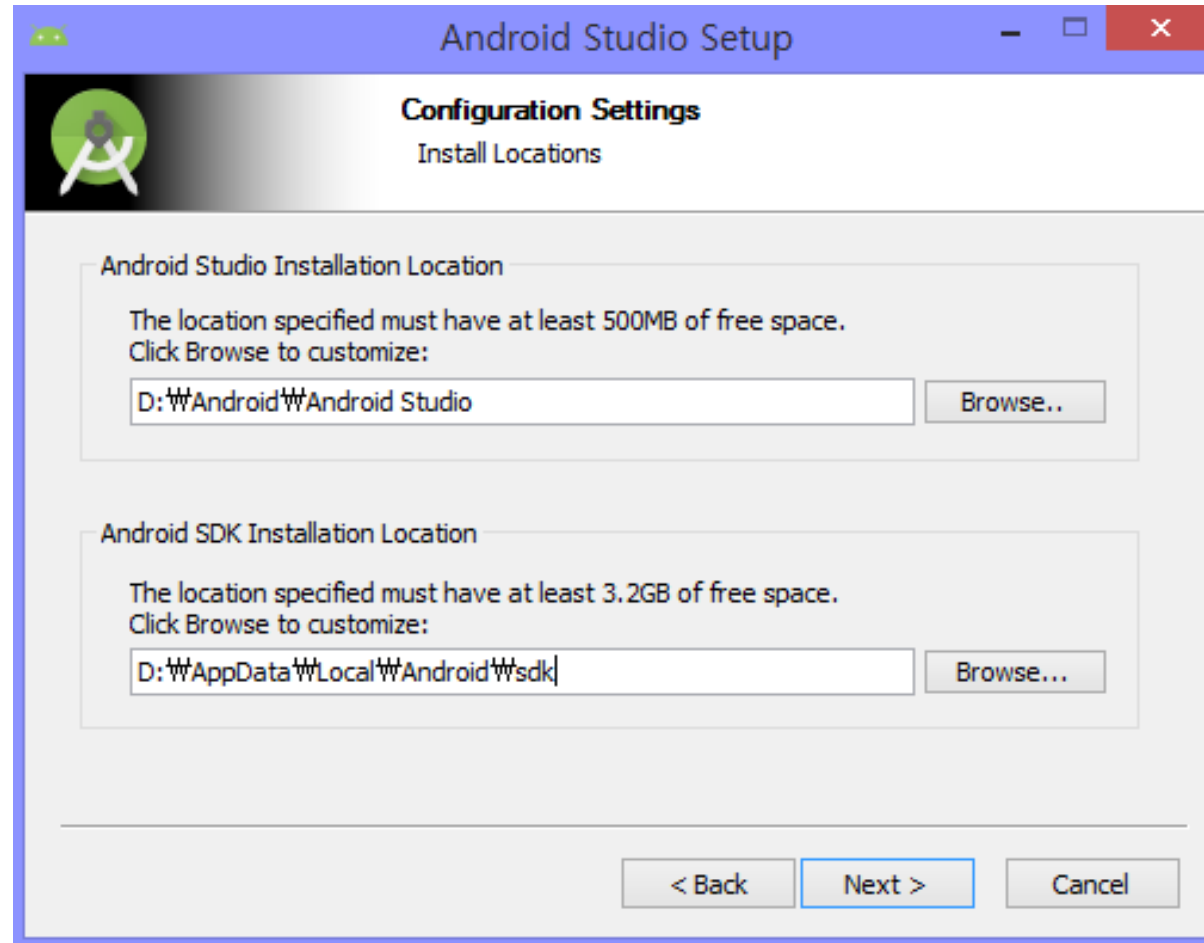 Android Studio Setup
Configuration Settings
Install Locations
Android Studio Installation Location
The location specified must have at least 500MB of free space.
Click Browse to customize:
D:₩Android₩Android Studio
Browse..
Android SDK Installation Location
The location specified must have at least 3.2GB of free space.
Click Browse to customize:
D:₩AppData₩Local₩Android₩sdk
Browse...
< Back
Next >
Cancel